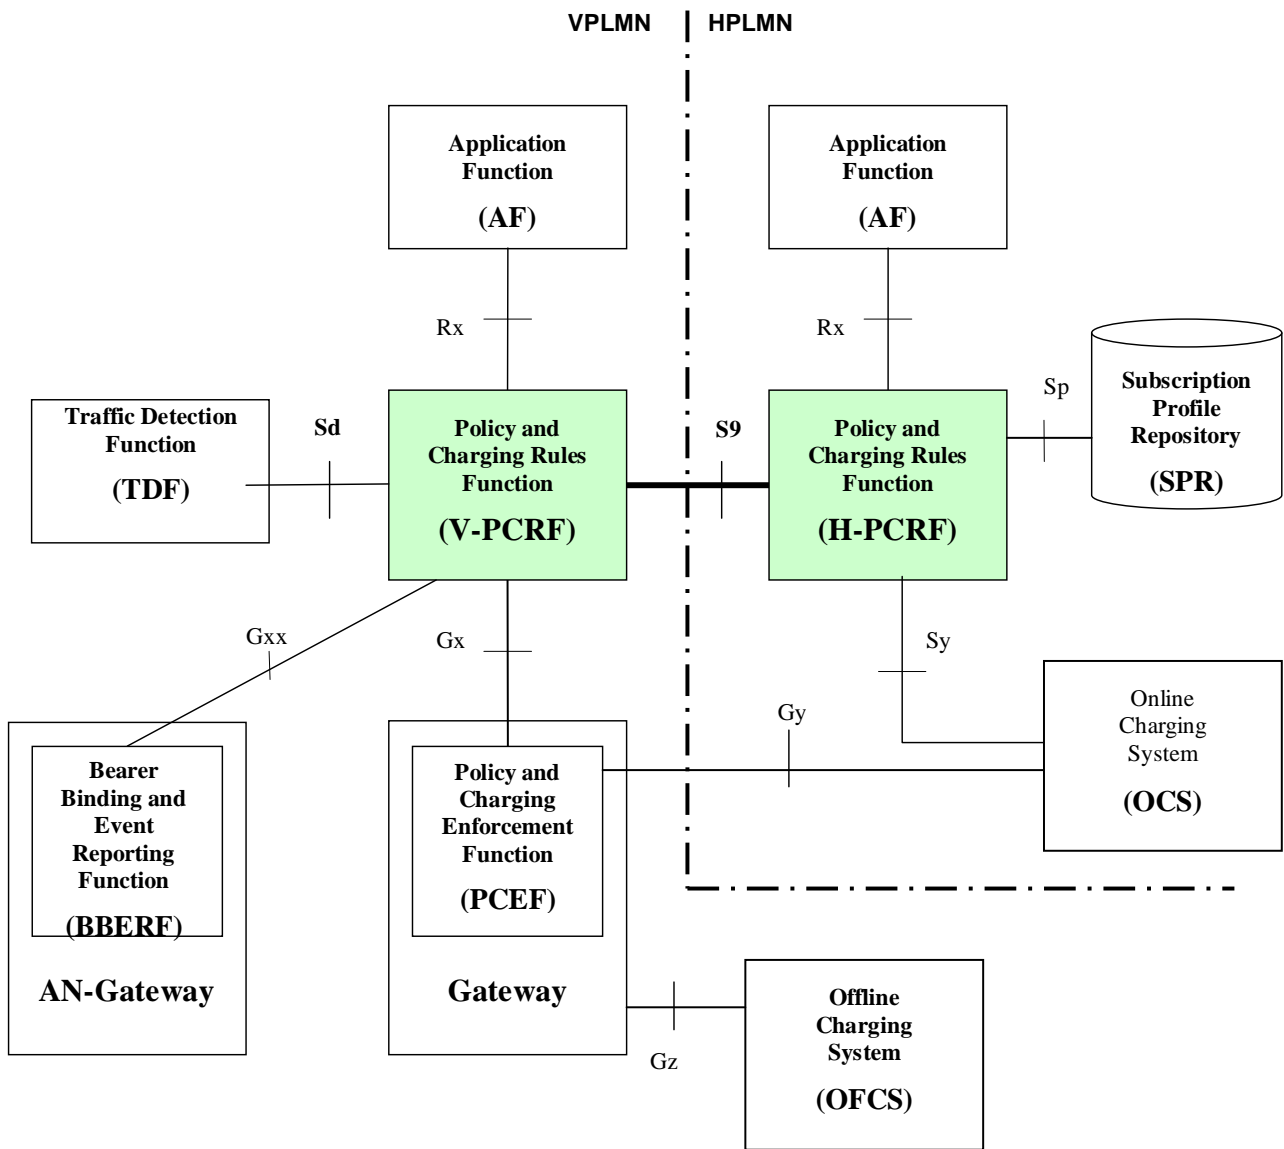 VPLMN
HPLMN
Application
Function
(AF)
Application
Function
(AF)
Rx
Rx
Traffic Detection
Function
(TDF)
Sd
Policy and
Charging Rules
Function
(V-PCRF)
S9
Policy and
Charging Rules
Function
(H-PCRF)
Sp
Subscription
Profile
Repository
(SPR)
Gxx
Gx
Sy
Gy
Online
Charging
System
(OCS)
Bearer
Binding and
Event
Reporting
Function
(BBERF)
AN-Gateway
Policy and
Charging
Enforcement
Function
(PCEF)
Gateway
Gz
Offline
Charging
System
(OFCS)